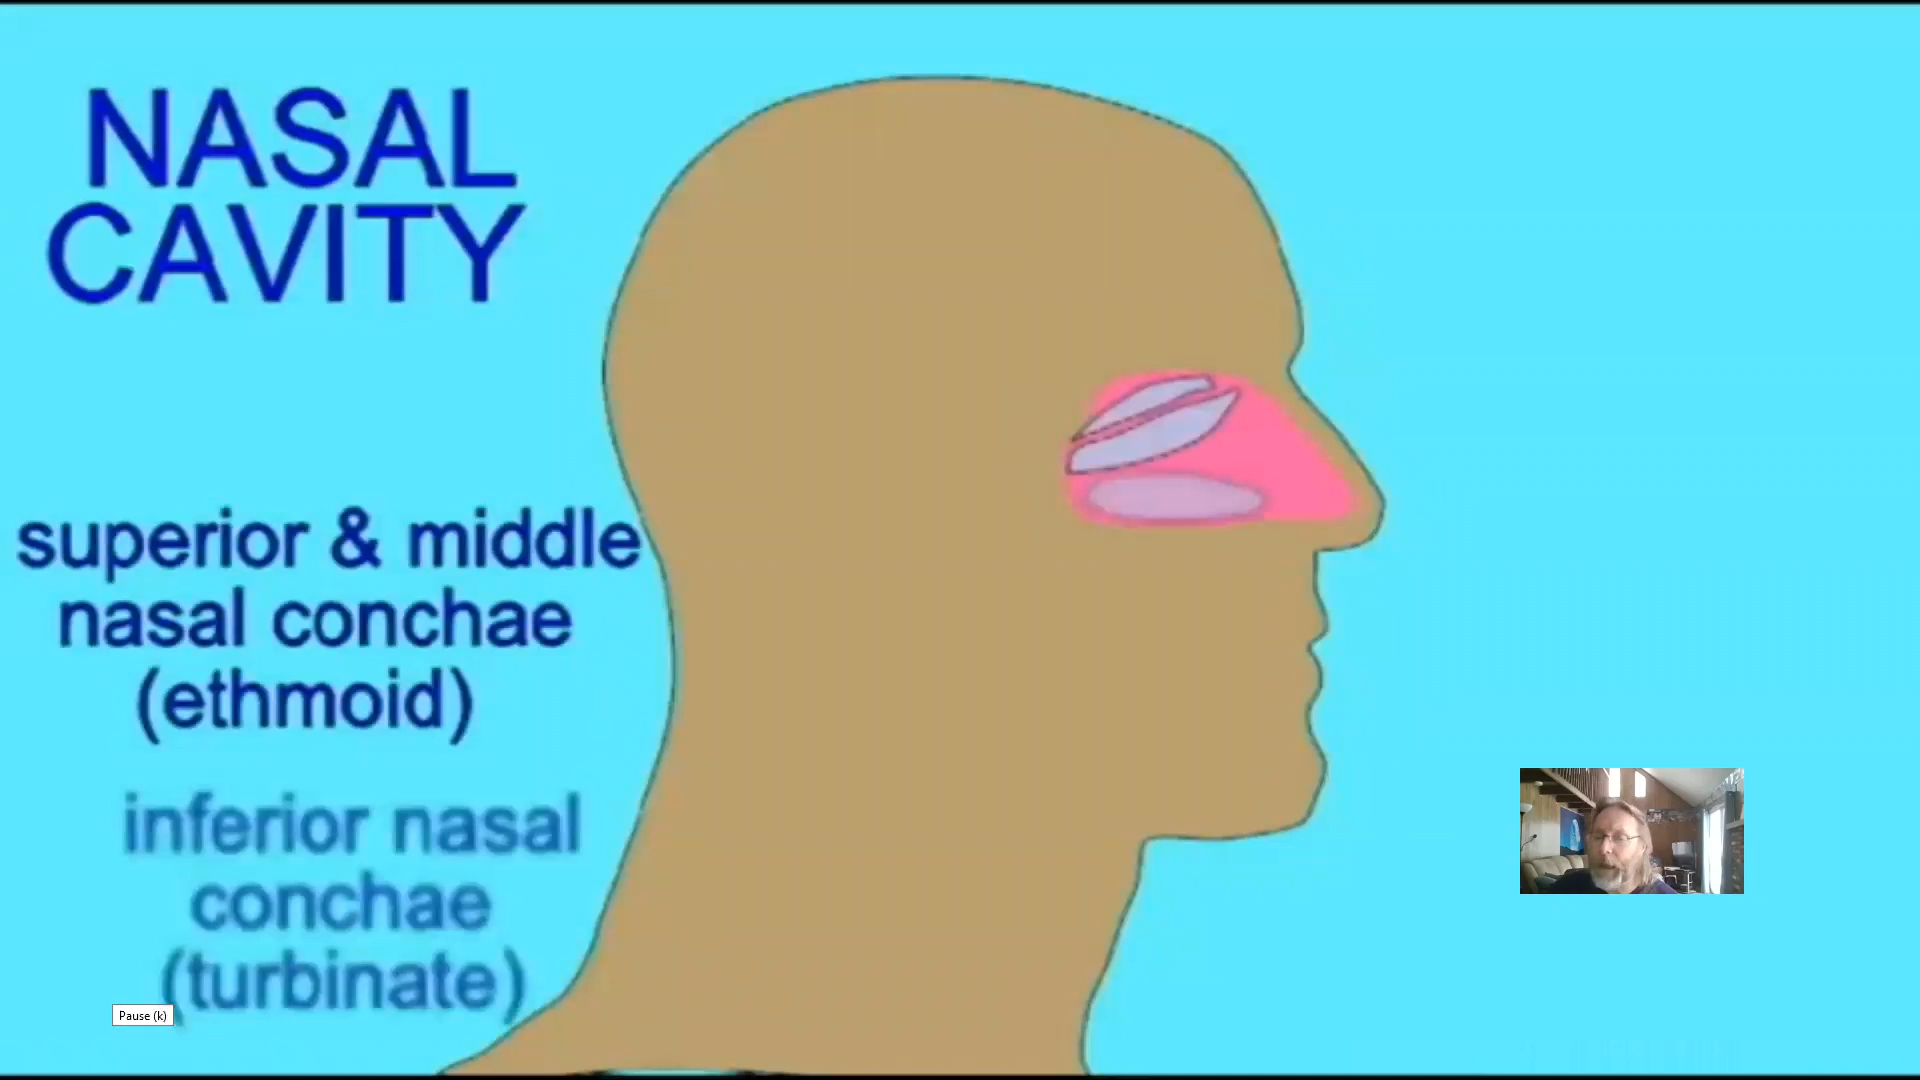 NASAL
CAVITY
superior & middle
nasal conchae
(ethmoid)
inferior nasal
conchae
(turbinate)
Pause (k)